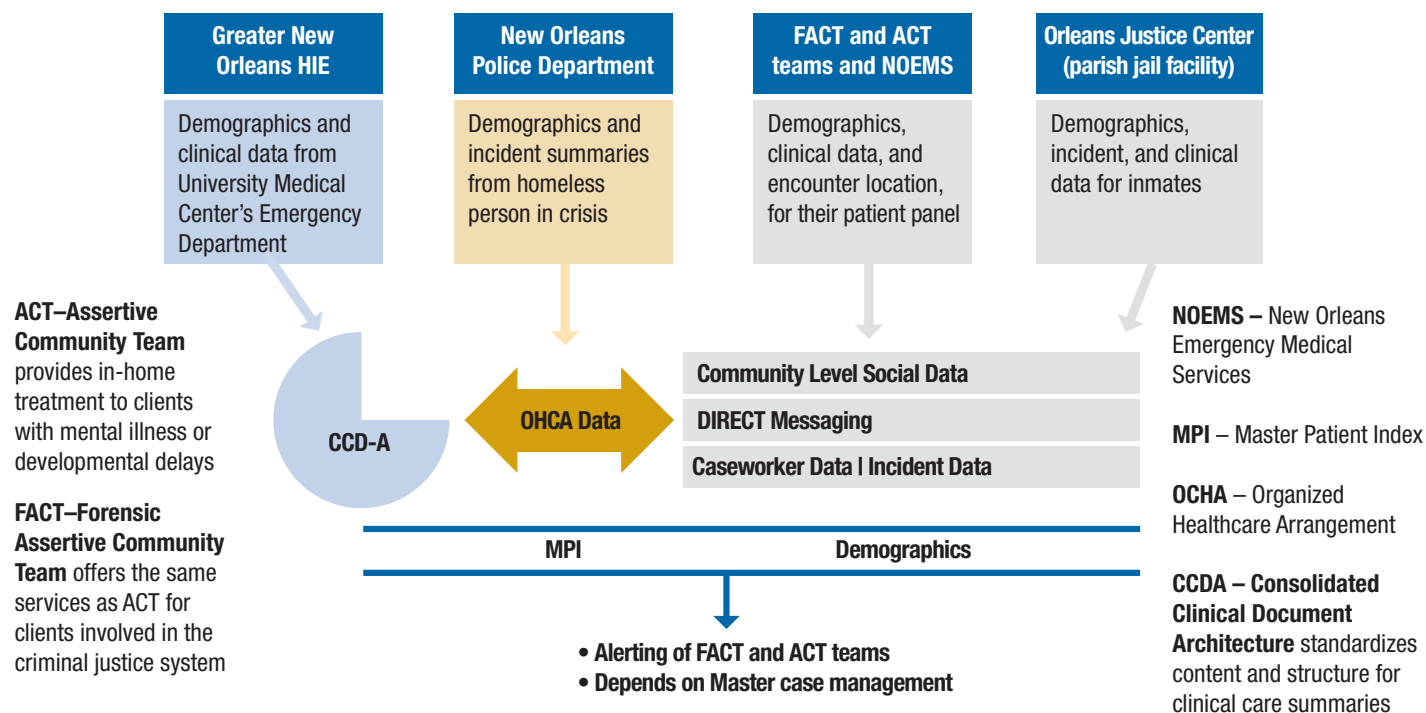 Greater New
Orleans HIE
New Orleans
Police Department
FACT and ACT
teams and NOEMS
Orleans Justice Center
(parish jail facility)
Demographics and
clinical data from
University Medical
Center’s Emergency
Department
Demographics and
incident summaries
from homeless
person in crisis
Demographics,
clinical data, and
encounter location,
for their patient panel
Demographics,
incident, and clinical
data for inmates
ACT–Assertive
Community Team
provides in-home
treatment to clients
with mental illness or
developmental delays
FACT–Forensic
Assertive Community
Team offers the same
services as ACT for
clients involved in the
criminal justice system
CCD-A
OHCA Data
Community Level Social Data
DIRECT Messaging
Caseworker Data | Incident Data
MPI
Demographics
• Alerting of FACT and ACT teams
• Depends on Master case management
NOEMS – New Orleans
Emergency Medical
Services
MPI – Master Patient Index
OCHA – Organized
Healthcare Arrangement
CCDA – Consolidated
Clinical Document
Architecture standardizes
content and structure for
clinical care summaries